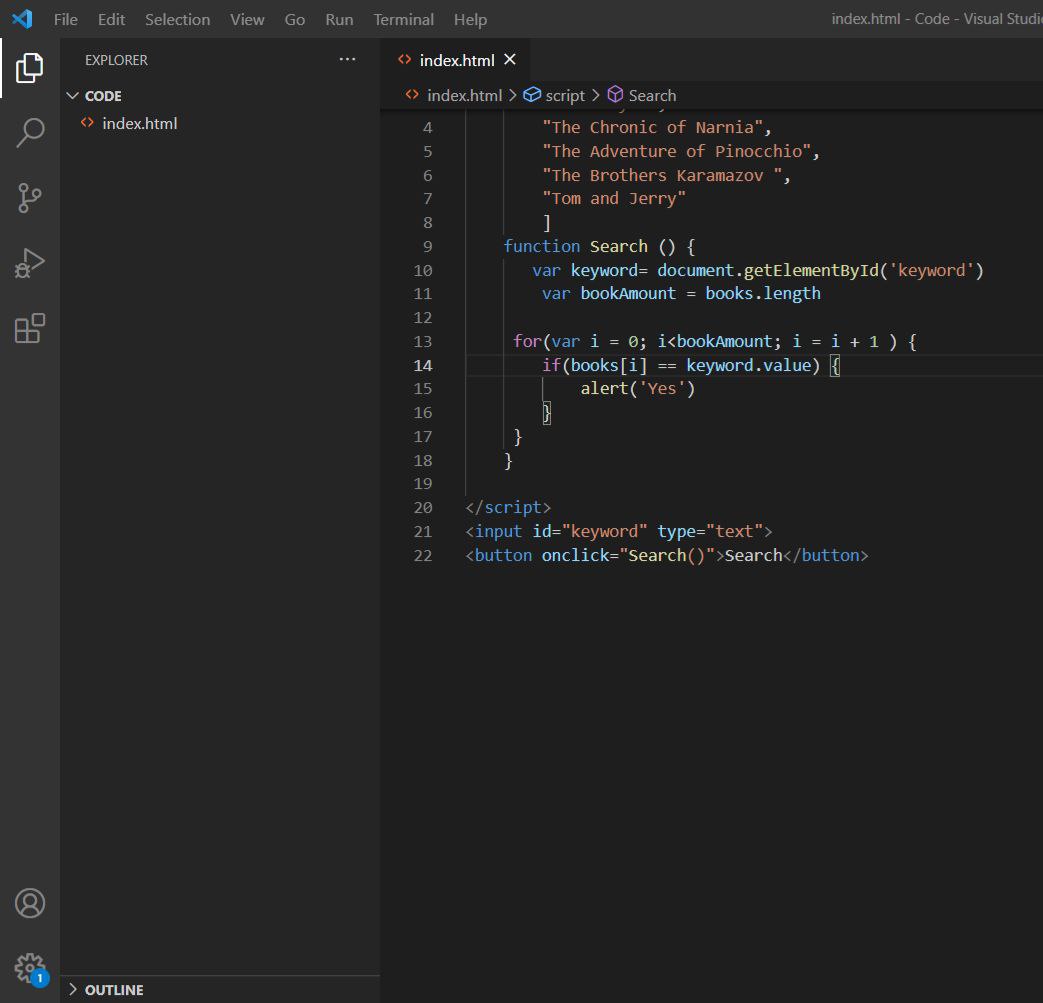 File Edit Selection View Go Run Terminal Help index.html - Code - Visual Studi
EXPLORER ···
CODE
index.html
index.html
index.html > script > Search
4 "The Chronic of Narnia",
5 "The Adventure of Pinocchio",
6 "The Brothers Karamazov ",
7 "Tom and Jerry"
8 ]
9 function Search () {
10 var keyword= document.getElementById('keyword')
11 var bookAmount = books.length
12
13 for(var i = 0; i<bookAmount; i = i + 1 ) {
14 if(books[i] == keyword.value) {
15 alert('Yes')
16 }
17 }
18 }
19
20 </script>
21 <input id="keyword" type="text">
22 <button onclick="Search()">Search</button>
1
OUTLINE